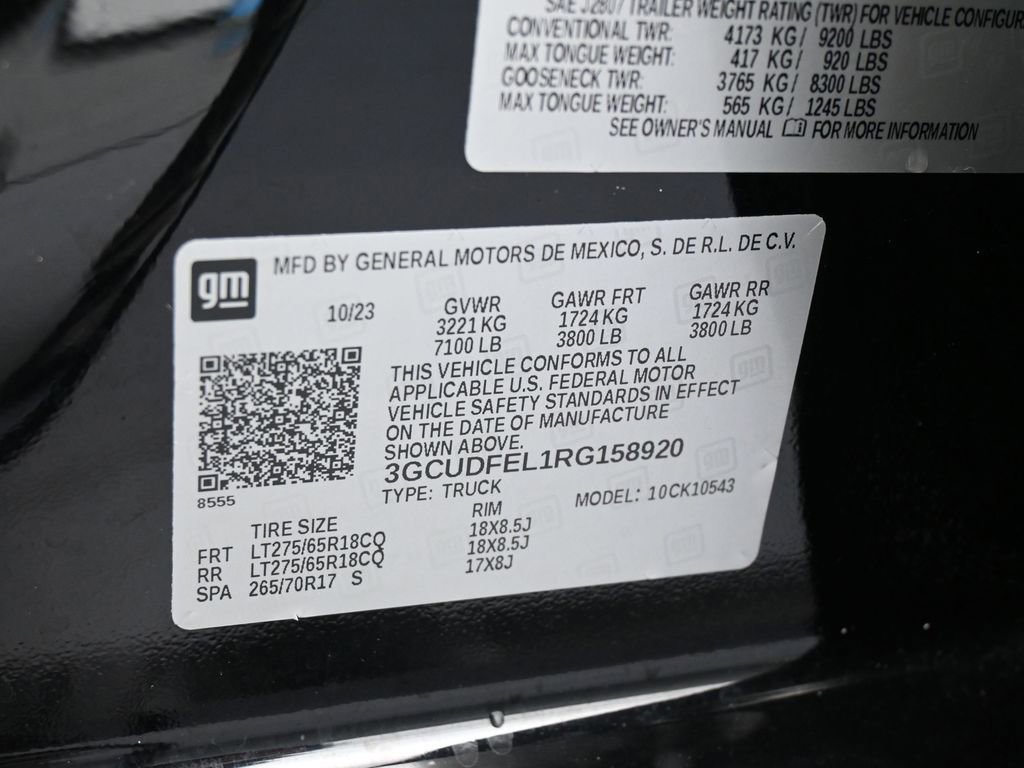 SAE J2807 TRAILER WEIGHT RATING (TWR) FOR VEHICLE
CONVENTIONAL TWR: 4173 KG/ 9200 LBS
MAX TONGUE WEIGHT: 417 KG/ 920 LBS
GOOSENECK TWR: 3765 KG/ 8300 LBS
MAX TONGUE WEIGHT: 565 KG/ 1245 LBS
SEE OWNER'S MANUAL FOR MORE INFORMATION
gm
MFD BY GENERAL MOTORS DE MEXICO, S. DE R.L. DE C.V.
10/23 GVWR GAWR FRT GAWR RR
3221 KG 1724 KG 1724 KG
7100 LB 3800 LB 3800 LB
THIS VEHICLE CONFORMS TO ALL
APPLICABLE U.S. FEDERAL MOTOR
VEHICLE SAFETY STANDARDS IN EFFECT
ON THE DATE OF MANUFACTURE
SHOWN ABOVE.
3GCUDFEL1RG158920
8555
TYPE: TRUCK MODEL: 10CK10543
TIRE SIZE RIM
FRT LT275/65R18CQ 18X8.5J
RR LT275/65R18CQ 18X8.5J
SPA 265/70R17 S 17X8J